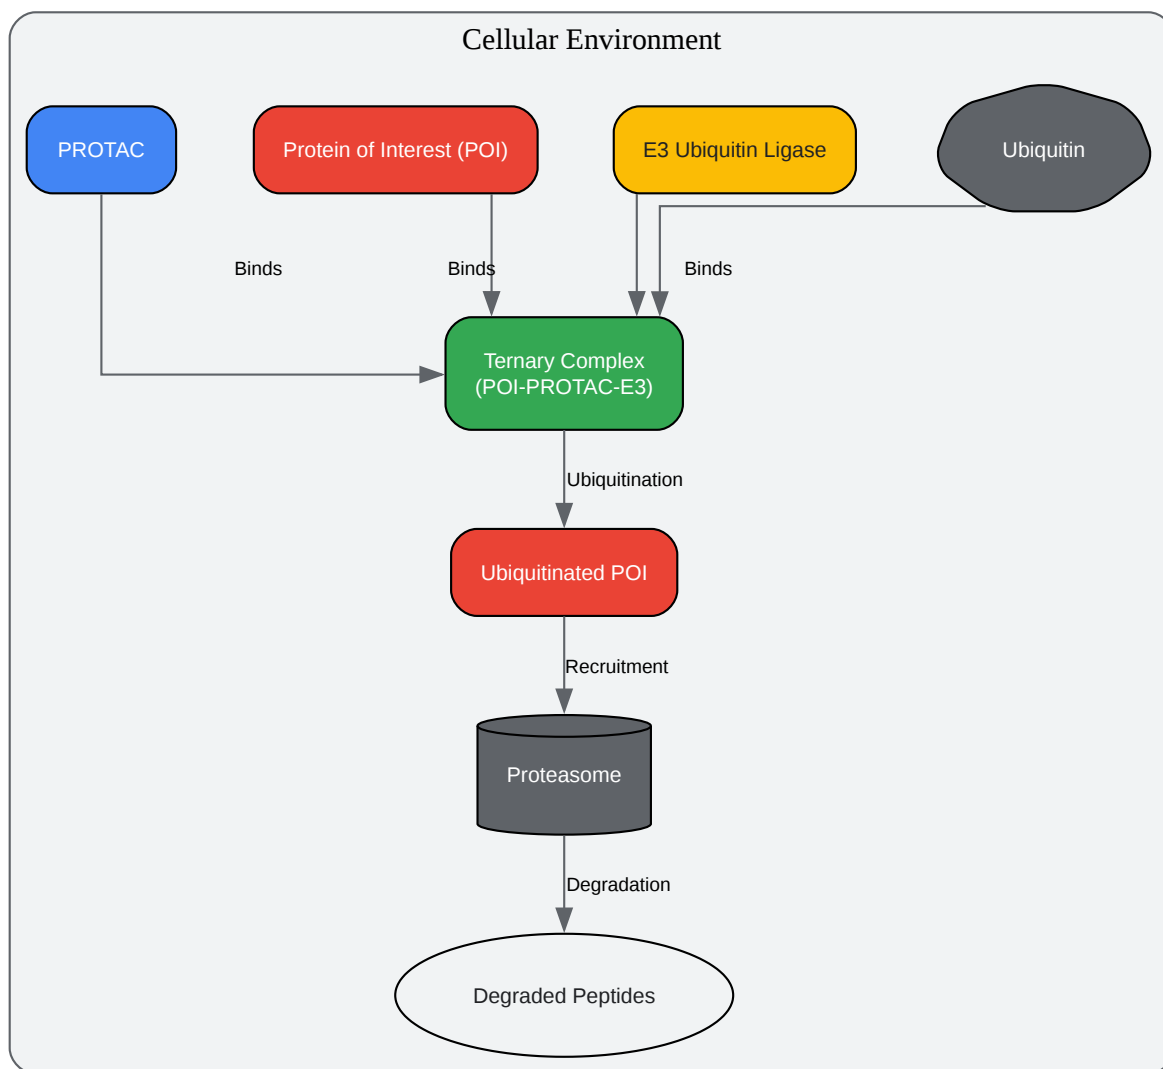 Cellular Environment
PROTAC
Protein of Interest (POI)
E3 Ubiquitin Ligase
Ubiquitin
Binds
Binds
Binds
Ternary Complex
(POI-PROTAC-E3)
Ubiquitination
Ubiquitinated POI
Recruitment
Proteasome
Degradation
Degraded Peptides